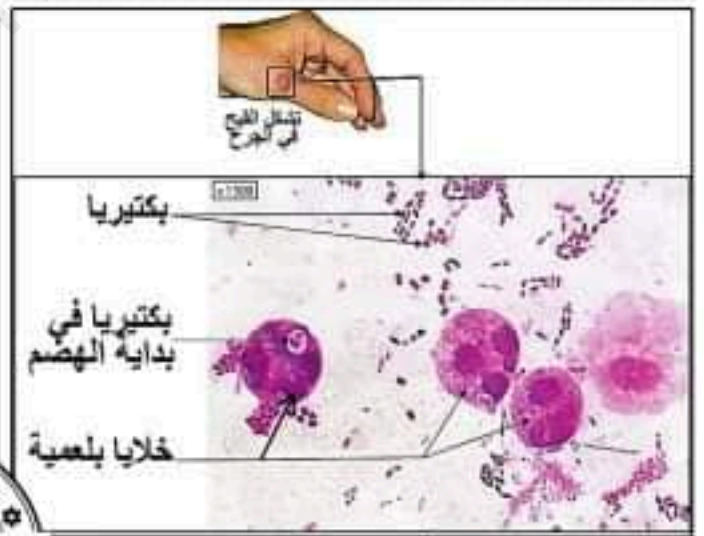 تشكل القيح
في الجرح
بكتيريا
بكتيريا في
بداية الهضم
خلايا بلعمية